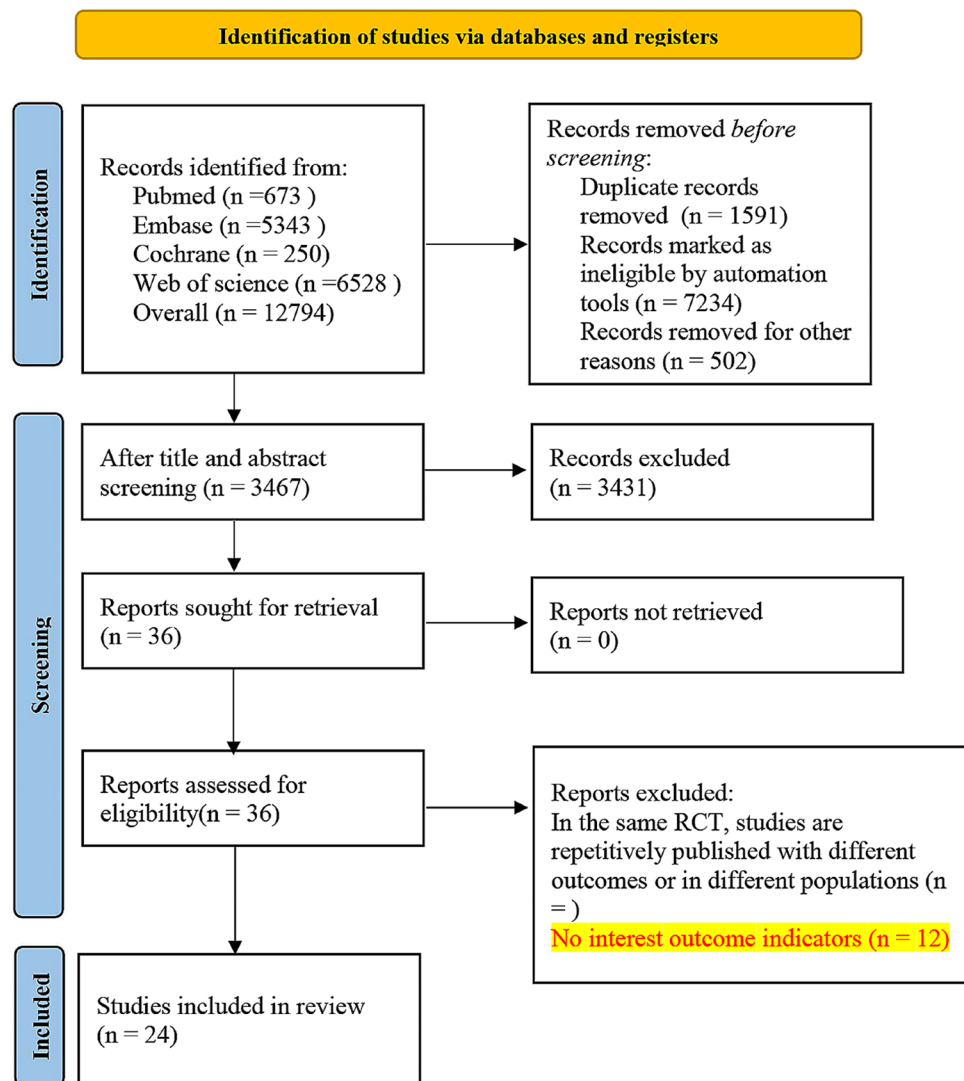 Identification of studies via databases and registers
Identification
Records identified from:
Pubmed (n =673 )
Embase (n =5343 )
Cochrane (n = 250)
Web of science (n =6528 )
Overall (n = 12794)
Records removed before
screening:
Duplicate records
removed (n = 1591)
Records marked as
ineligible by automation
tools (n = 7234)
Records removed for other
reasons (n = 502)
Screening
After title and abstract
screening (n = 3467)
Records excluded
(n = 3431)
Reports sought for retrieval
(n = 36)
Reports not retrieved
(n = 0)
Reports assessed for
eligibility(n = 36)
Reports excluded:
In the same RCT, studies are
repetitively published with different
outcomes or in different populations (n
= )
No interest outcome indicators (n = 12)
Included
Studies included in review
(n = 24)